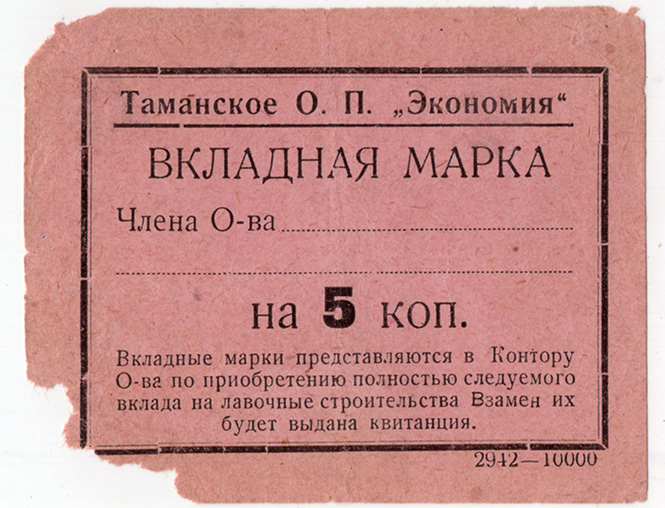 Таманское О. П. „Экономия“
ВКЛАДНАЯ МАРКА
Члена О-ва
на 5 коп.
Вкладные марки представляются в Контору
О-ва по приобретению полностью следуемого
вклада на лавочные строительства Взамен их
будет выдана квитанция.
2942—10000